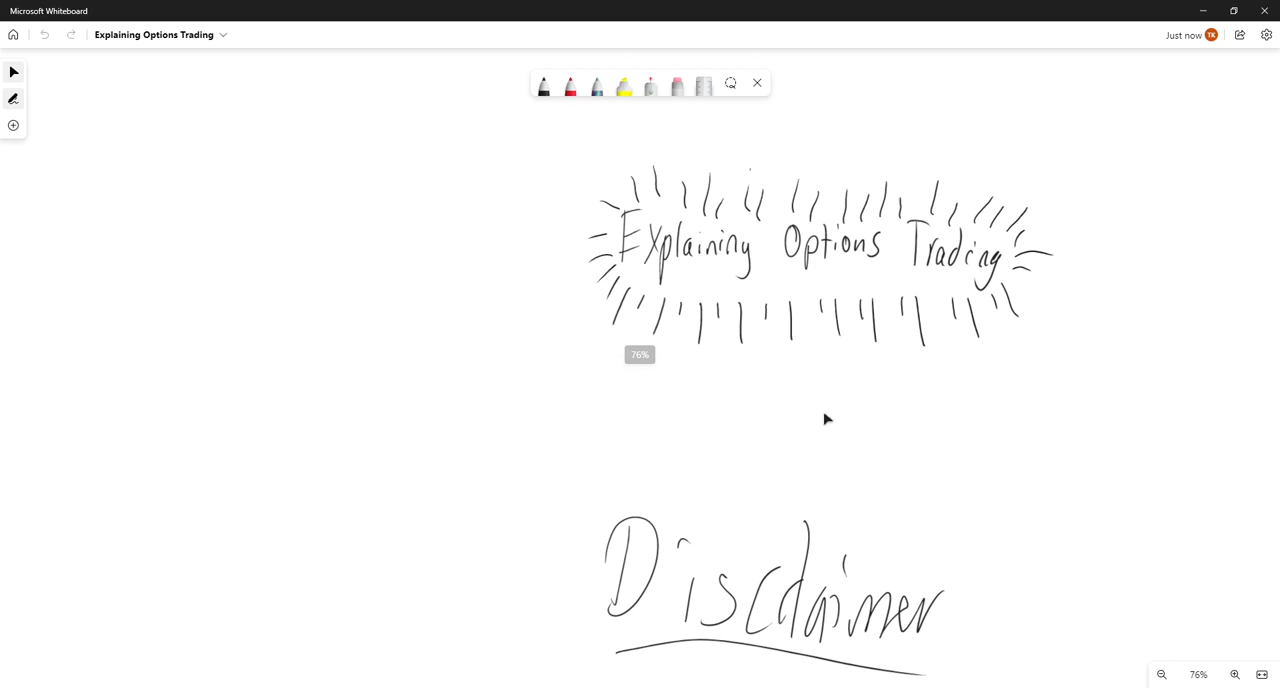 Microsoft Whiteboard
Explaining Options Trading
Just now TK
Explaining Options Trading
76%
Disclaimer
76%